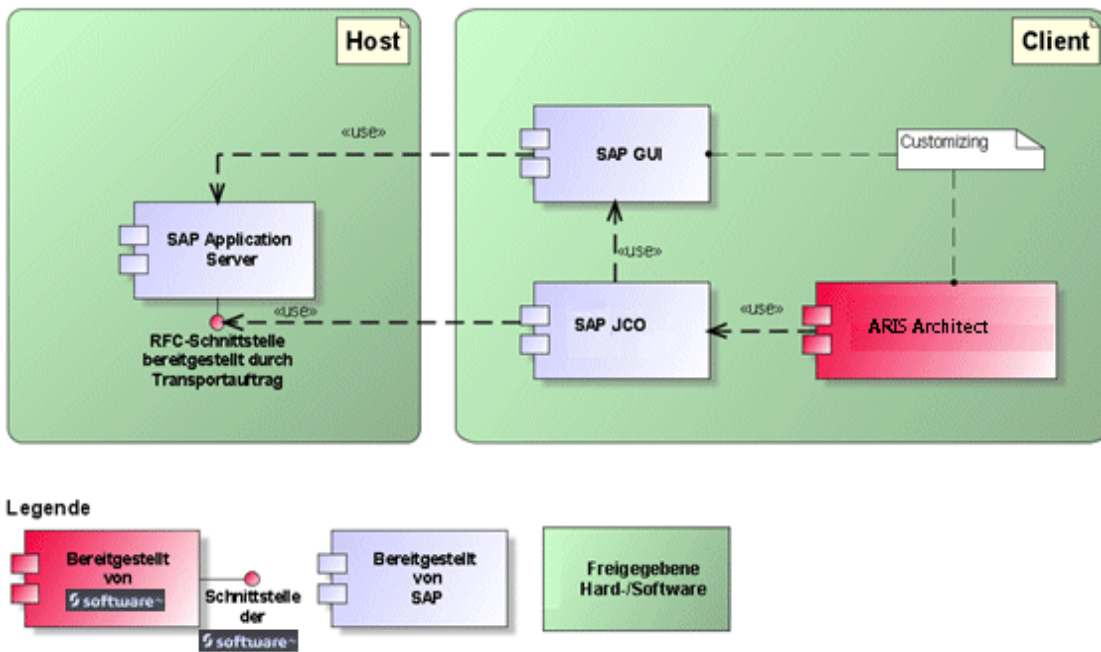 Host
Client
«use»
SAP GUI
Customizing
SAP Application
Server
«use»
«use»
SAP JCO
«use»
ARIS Architect
RFC-Schnittstelle
bereitgestellt durch
Transportauftrag
Legende
Bereitgestellt
von
software
Schnittstelle
der
software
Bereitgestellt
von
SAP
Freigegebene
Hard-/Software